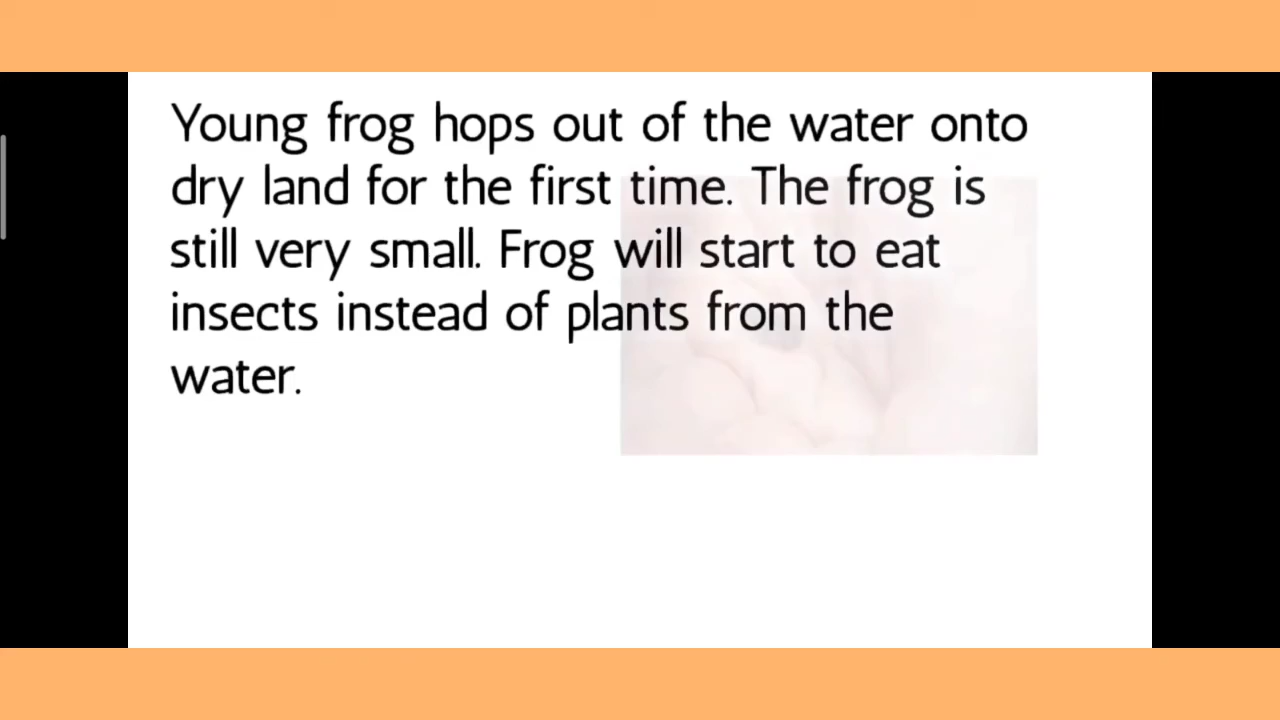 Young frog hops out of the water onto
dry land for the first time. The frog is
still very small. Frog will start to eat
insects instead of plants from the
water.